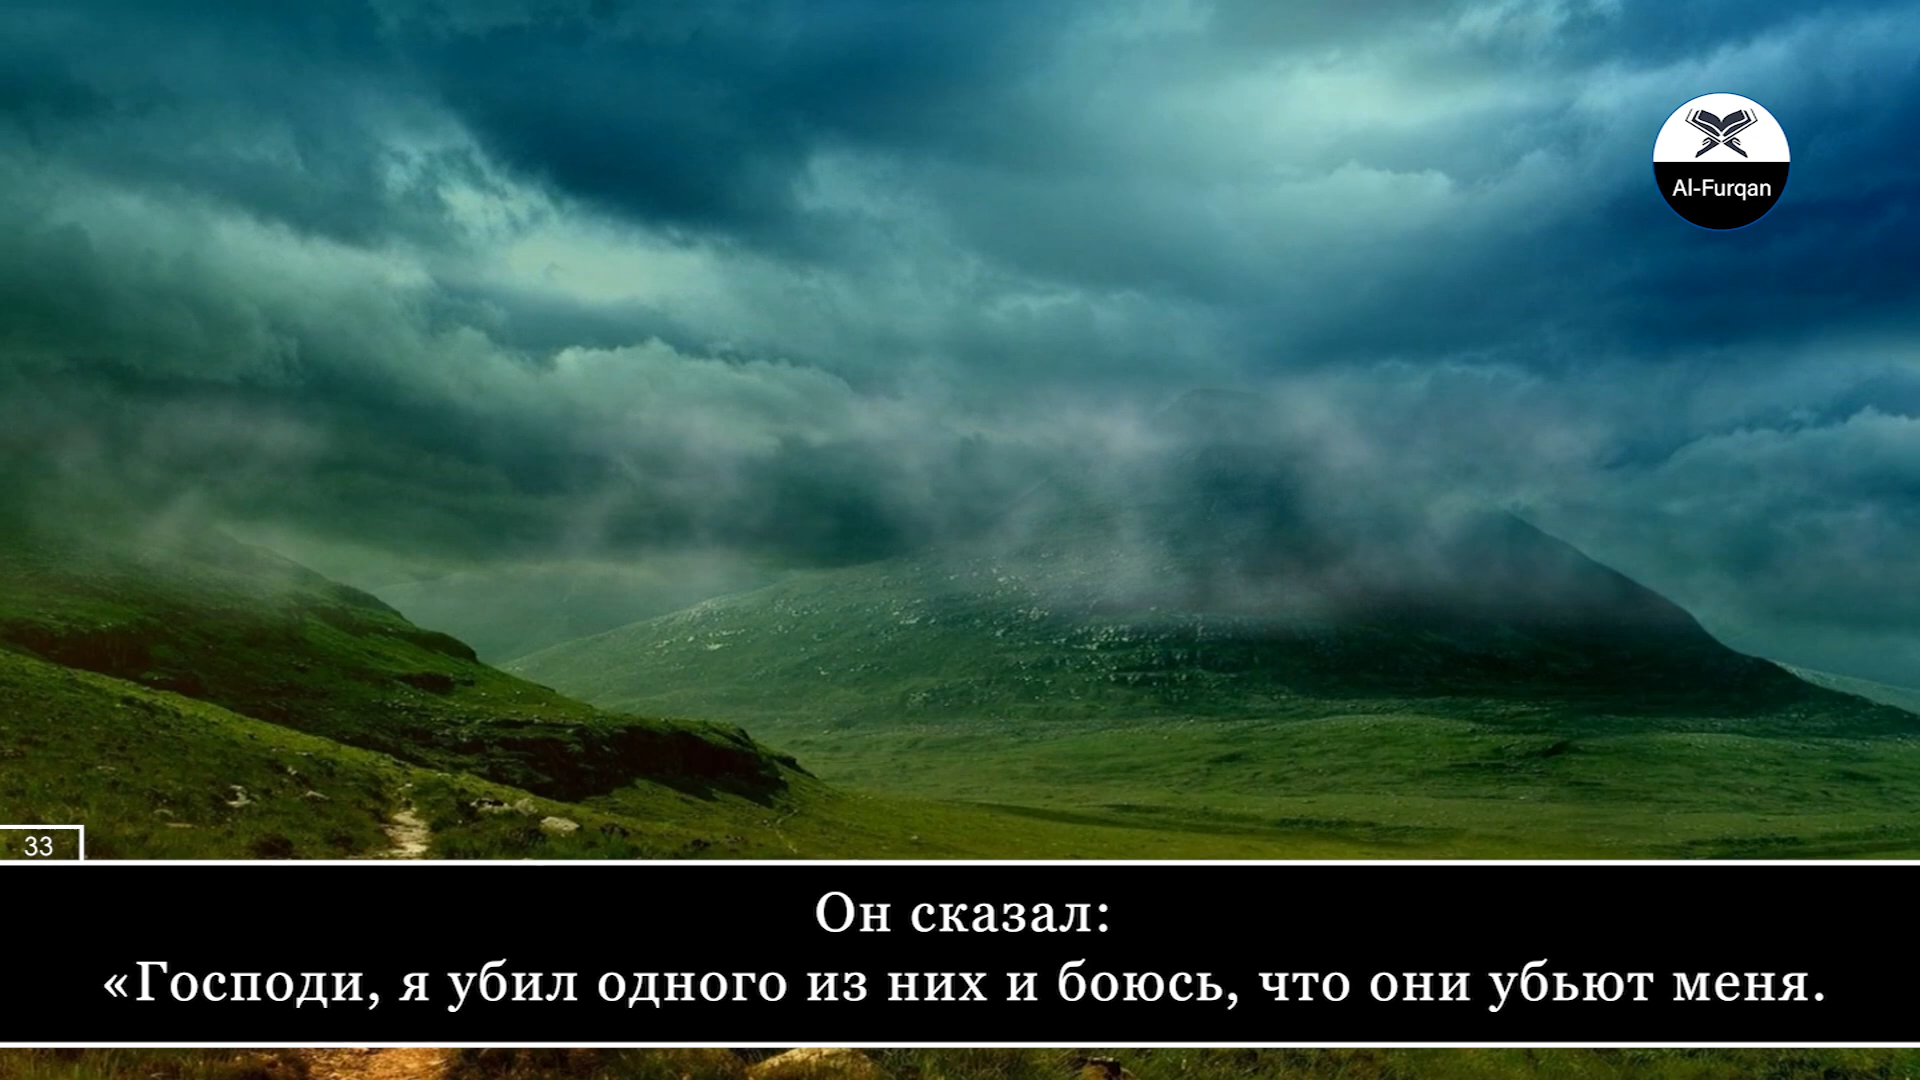 Al-Furqan
33
Он сказал:
«Господи, я убил одного из них и боюсь, что они убьют меня.